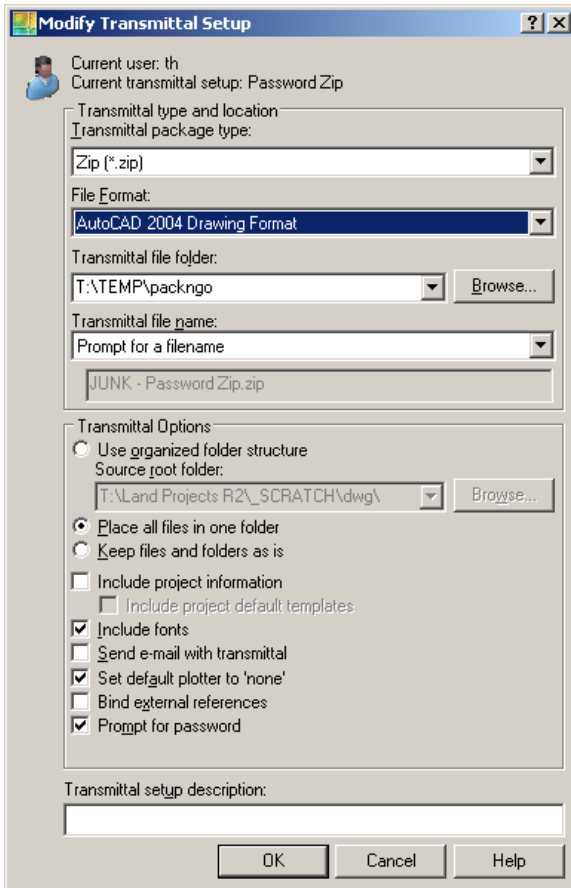 Modify Transmittal Setup
Current user: th
Current transmittal setup: Password Zip
Transmittal type and location
Transmittal package type:
Zip (*.zip)
File Format:
AutoCAD 2004 Drawing Format
Transmittal file folder:
T:\TEMP\packngo
Browse...
Transmittal file name:
Prompt for a filename
JUNK - Password Zip.zip
Transmittal Options
Use organized folder structure
Source root folder:
T:\Land Projects R2\_SCRATCH\dwg\
Browse...
Place all files in one folder
Keep files and folders as is
Include project information
Include project default templates
Include fonts
Send e-mail with transmittal
Set default plotter to 'none'
Bind external references
Prompt for password
Transmittal setup description:
OK Cancel Help